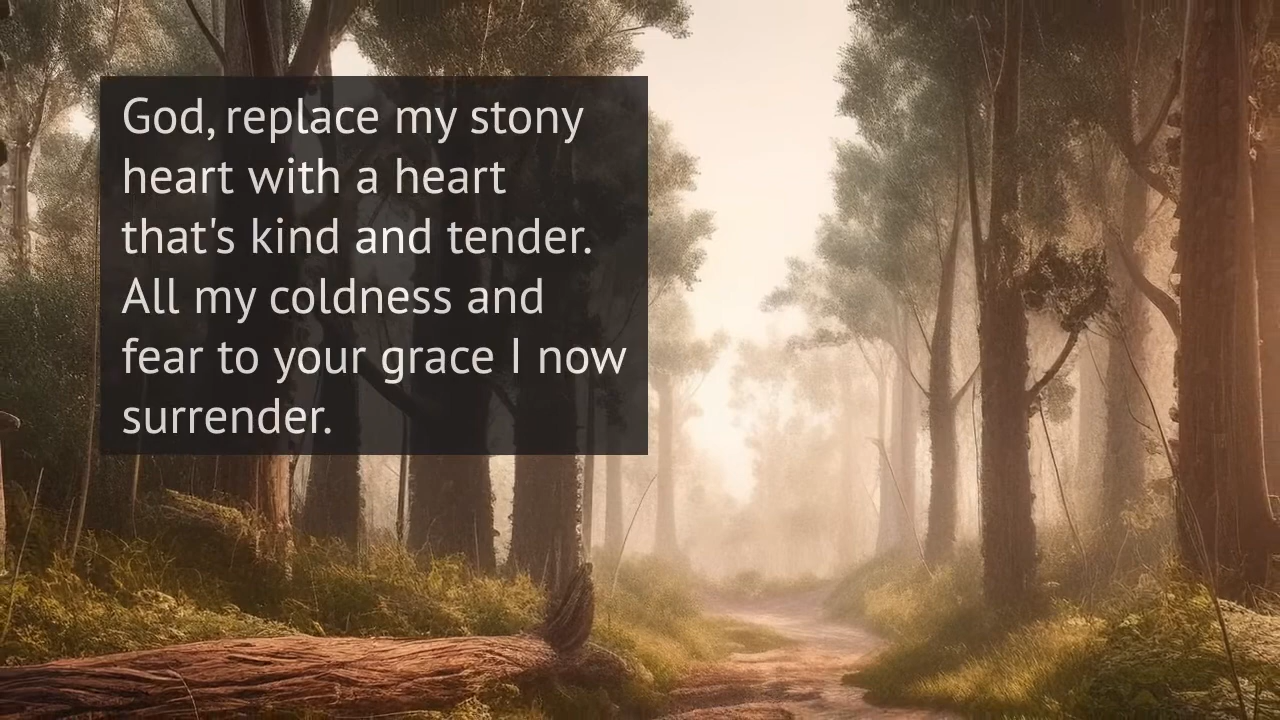 God, replace my stony
heart with a heart
that's kind and tender.
All my coldness and
fear to your grace I now
surrender.